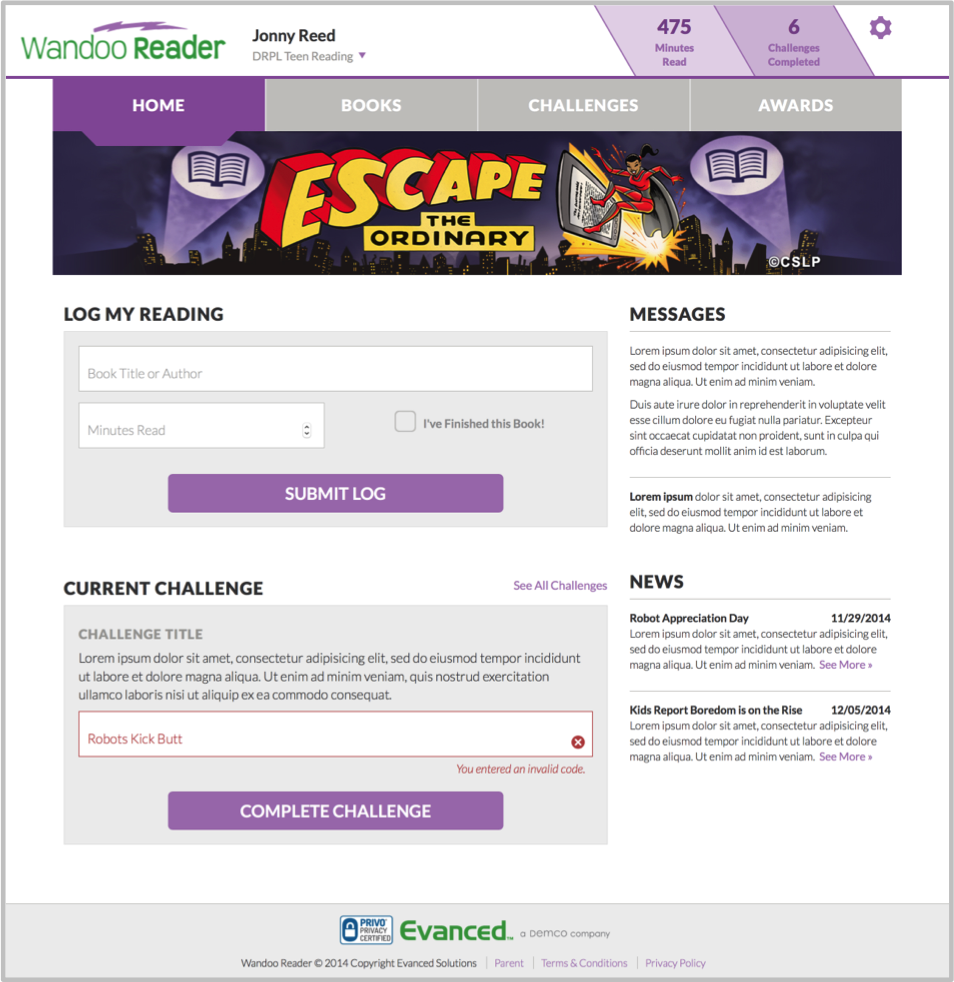 Wandoo Reader
Jonny Reed
DRPL Teen Reading
475
Minutes
Read
6
Challenges
Completed
HOME
BOOKS
CHALLENGES
AWARDS
ESCAPE
THE
ORDINARY
©CSLP
LOG MY READING
Book Title or Author
Minutes Read
I've Finished this Book!
SUBMIT LOG
CURRENT CHALLENGE
See All Challenges
CHALLENGE TITLE
Lorem ipsum dolor sit amet, consectetur adipisicing elit, sed do eiusmod tempor incididunt
ut labore et dolore magna aliqua. Ut enim ad minim veniam, quis nostrud exercitation
ullamco laboris nisi ut aliquip ex ea commodo consequat.
Robots Kick Butt
You entered an invalid code.
COMPLETE CHALLENGE
MESSAGES
Lorem ipsum dolor sit amet, consectetur adipisicing elit,
sed do eiusmod tempor incididunt ut labore et dolore
magna aliqua. Ut enim ad minim veniam.
Duis aute irure dolor in reprehenderit in voluptate velit
esse cillum dolore eu fugiat nulla pariatur. Excepteur
sint occaecat cupidatat non proident, sunt in culpa qui
officia deserunt mollit anim id est laborum.
Lorem ipsum dolor sit amet, consectetur adipisicing
elit, sed do eiusmod tempor incididunt ut labore et
dolore magna aliqua. Ut enim ad minim veniam.
NEWS
Robot Appreciation Day 11/29/2014
Lorem ipsum dolor sit amet, consectetur adipisicing elit,
sed do eiusmod tempor incididunt ut labore et dolore
magna aliqua. Ut enim ad minim veniam. See More »
Kids Report Boredom is on the Rise 12/05/2014
Lorem ipsum dolor sit amet, consectetur adipisicing elit,
sed do eiusmod tempor incididunt ut labore et dolore
magna aliqua. Ut enim ad minim veniam. See More »
PRIVO
PRIVACY
CERTIFIED
Evanced™ a Demco company
Wandoo Reader © 2014 Copyright Evanced Solutions | Parent | Terms & Conditions | Privacy Policy